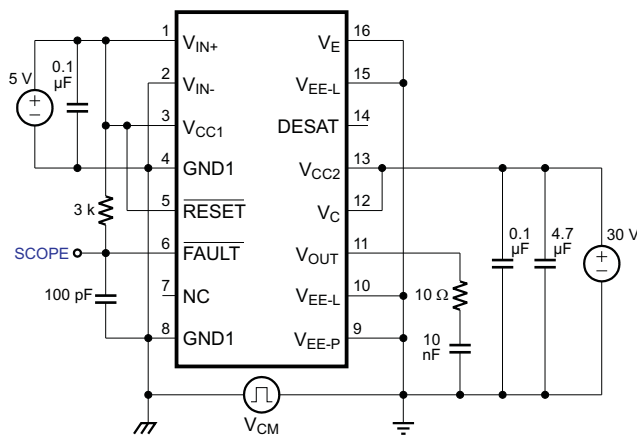 1
VIN+
2
VIN-
3
VCC1
4
GND1
5
RESET
6
FAULT
7
NC
8
GND1
16
VE
15
VEE-L
14
DESAT
13
VCC2
12
VC
11
VOUT
10
VEE-L
9
VEE-P
5 V
0.1
µF
3 k
SCOPE
100 pF
VCM
10 Ω
10
nF
0.1
µF
4.7
µF
30 V